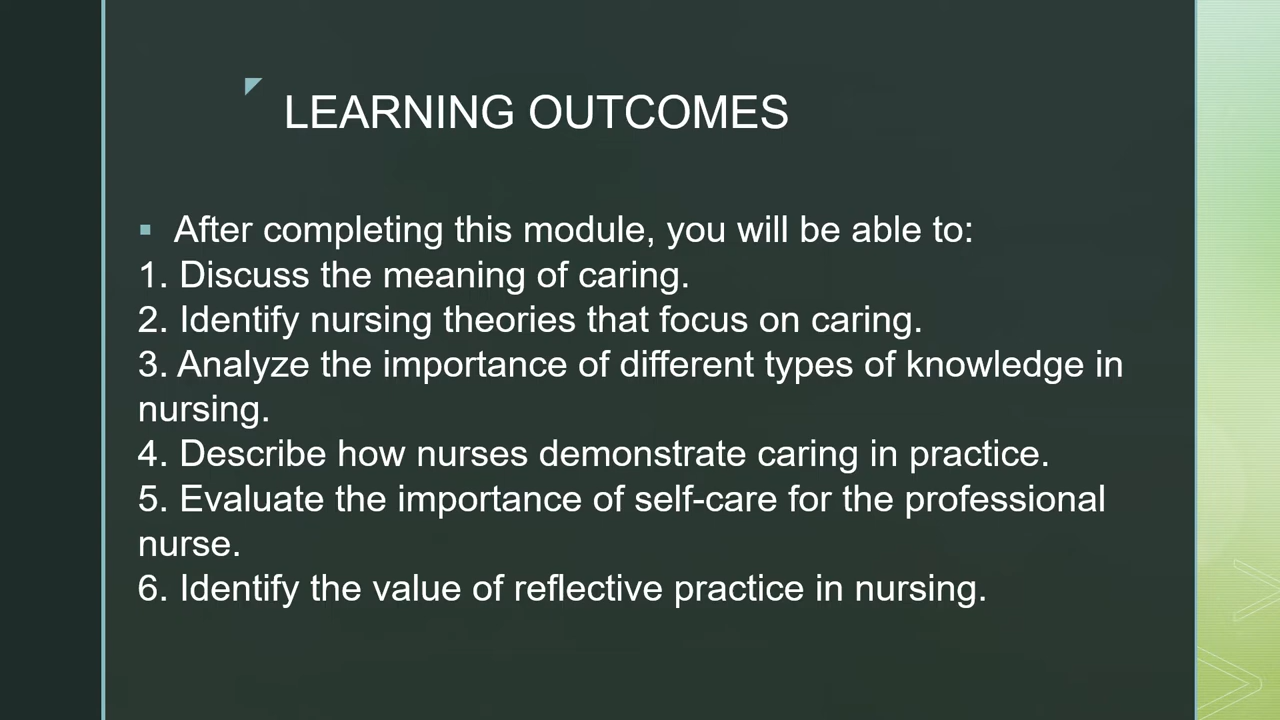 LEARNING OUTCOMES
▪ After completing this module, you will be able to:
1. Discuss the meaning of caring.
2. Identify nursing theories that focus on caring.
3. Analyze the importance of different types of knowledge in
nursing.
4. Describe how nurses demonstrate caring in practice.
5. Evaluate the importance of self-care for the professional
nurse.
6. Identify the value of reflective practice in nursing.